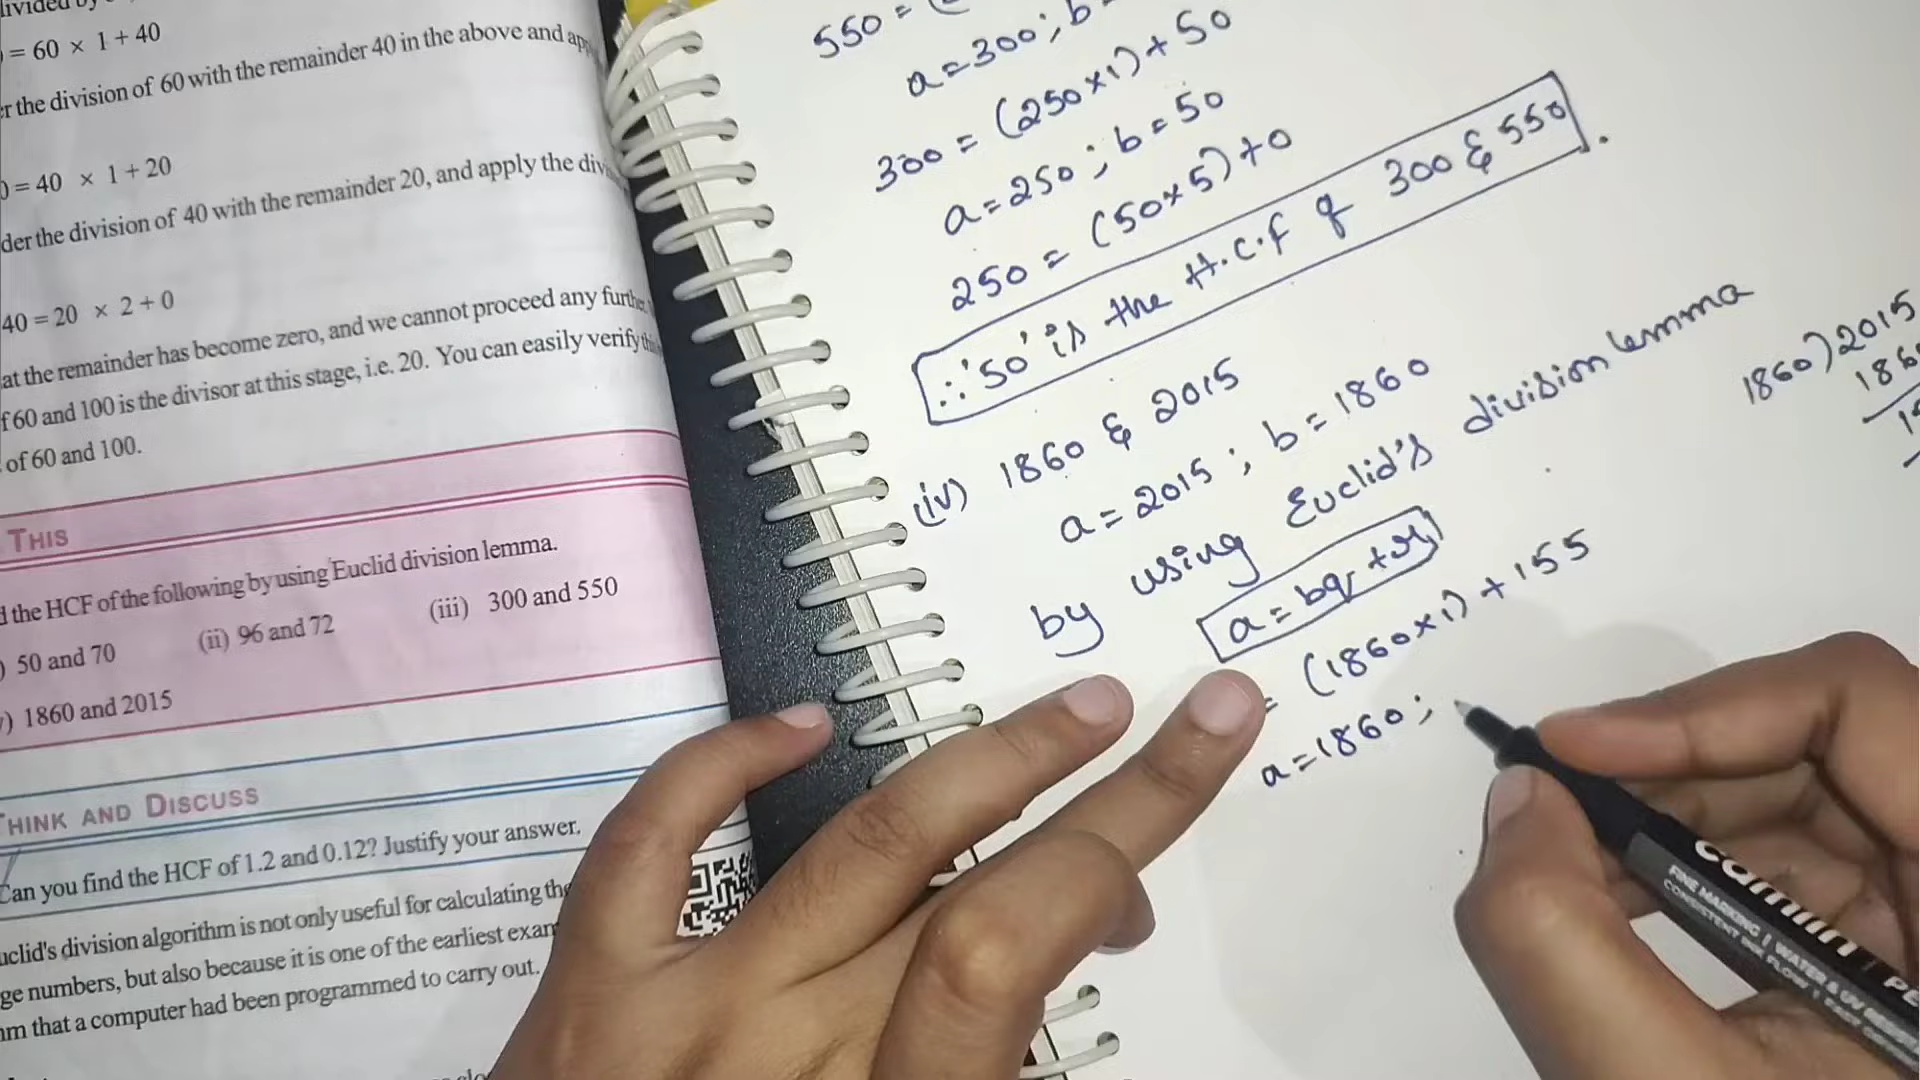 = 60 × 1 + 40
the division of 60 with the remainder 40 in the above and
= 40 × 1 + 20
der the division of 40 with the remainder 20, and apply the
40 = 20 × 2 + 0
at the remainder has become zero, and we cannot proceed any
f 60 and 100 is the divisor at this stage, i.e. 20. You can easily verify
of 60 and 100.
THIS
the HCF of the following by using Euclid division lemma.
) 50 and 70 (ii) 96 and 72 (iii) 300 and 550
) 1860 and 2015
HINK AND DISCUSS
Can you find the HCF of 1.2 and 0.12? Justify your answer.
uclid's division algorithm is not only useful for calculating the
ge numbers, but also because it is one of the earliest
hm that a computer had been programmed to carry out.
550 = (
a = 300 ; b
300 = (250 × 1) + 50
a = 250 ; b = 50
250 = (50 × 5) + 0
∴ '50' is the H.C.F of 300 & 550.
(iv) 1860 & 2015
a = 2015 ; b = 1860
by using Euclid's division lemma
a = bq + r
= (1860 × 1) + 155
a = 1860 ;
1860) 2015
186
1
camlin PE